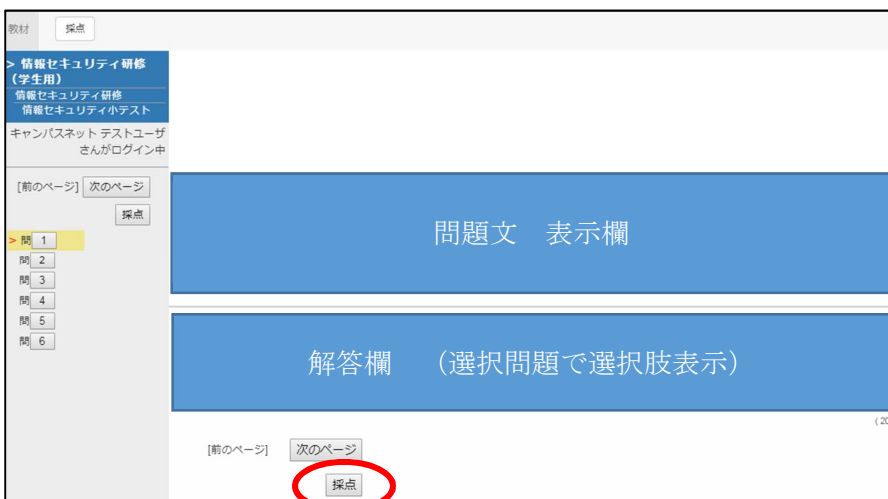 教材 採点
> 情報セキュリティ研修
(学生用)
情報セキュリティ研修
情報セキュリティ小テスト
キャンパスネット テストユーザ
さんがログイン中
[前のページ] 次のページ
採点
> 問 1
問 2
問 3
問 4
問 5
問 6
問題文 表示欄
解答欄 （選択問題で選択肢表示）
(20
[前のページ] 次のページ
採点